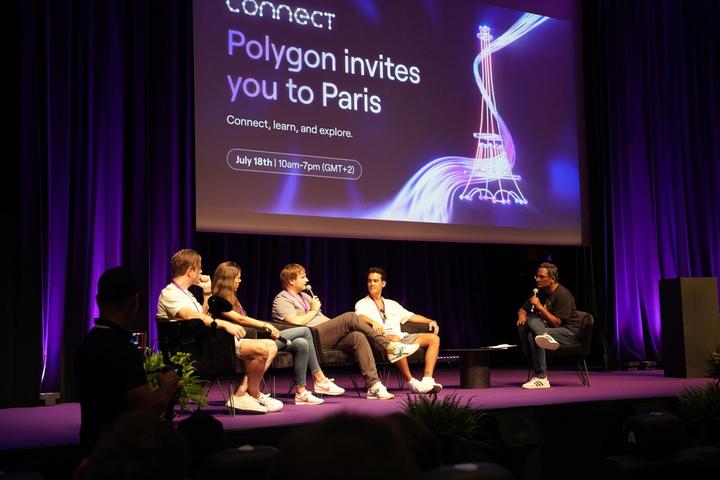 connect
Polygon invites
you to Paris
Connect, learn, and explore.
July 18th | 10am-7pm (GMT+2)